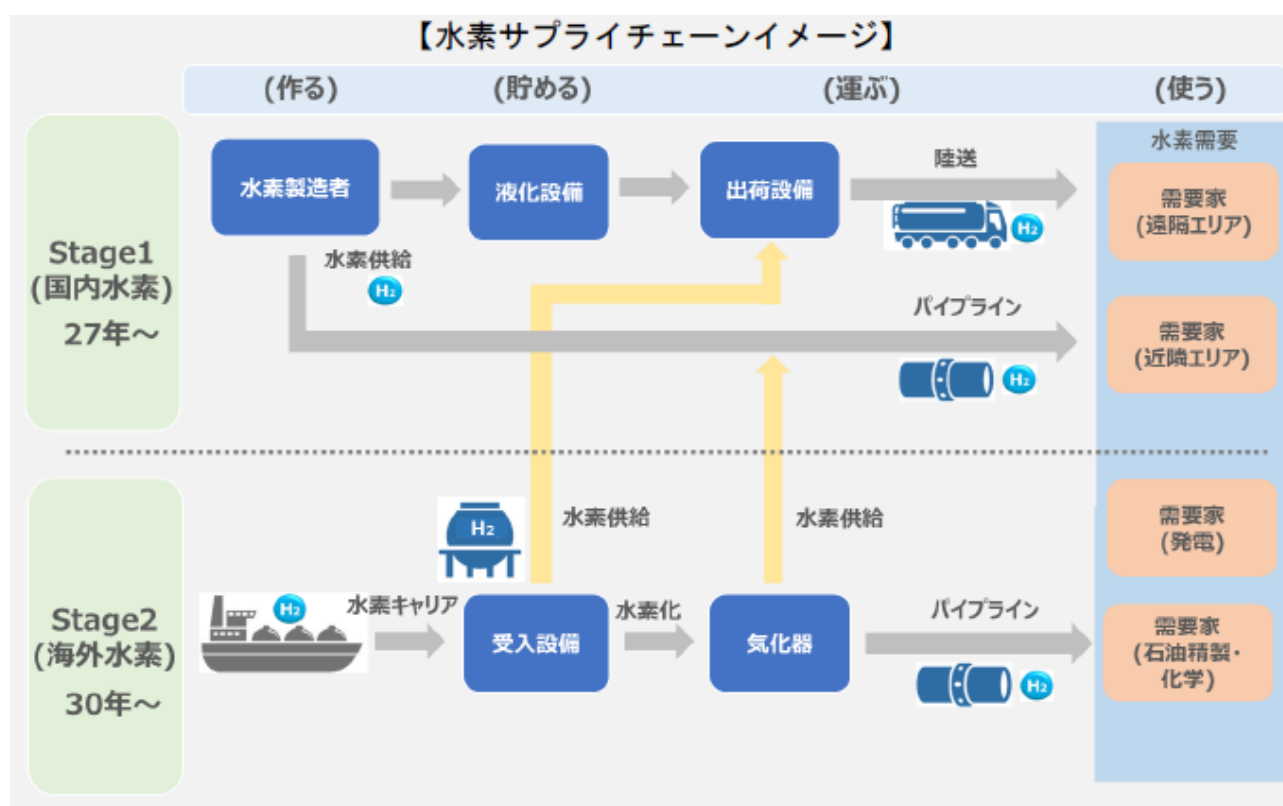 【水素サプライチェーンイメージ】
(作る)
(貯める)
(運ぶ)
(使う)
Stage1
(国内水素)
27年～
水素製造者
液化設備
出荷設備
陸送
H₂
水素供給
H₂
パイプライン
H₂
水素需要
需要家
(遠隔エリア)
需要家
(近隣エリア)
Stage2
(海外水素)
30年～
H₂
水素キャリア
H₂
水素供給
受入設備
水素化
水素供給
気化器
パイプライン
H₂
需要家
(発電)
需要家
(石油精製・
化学)